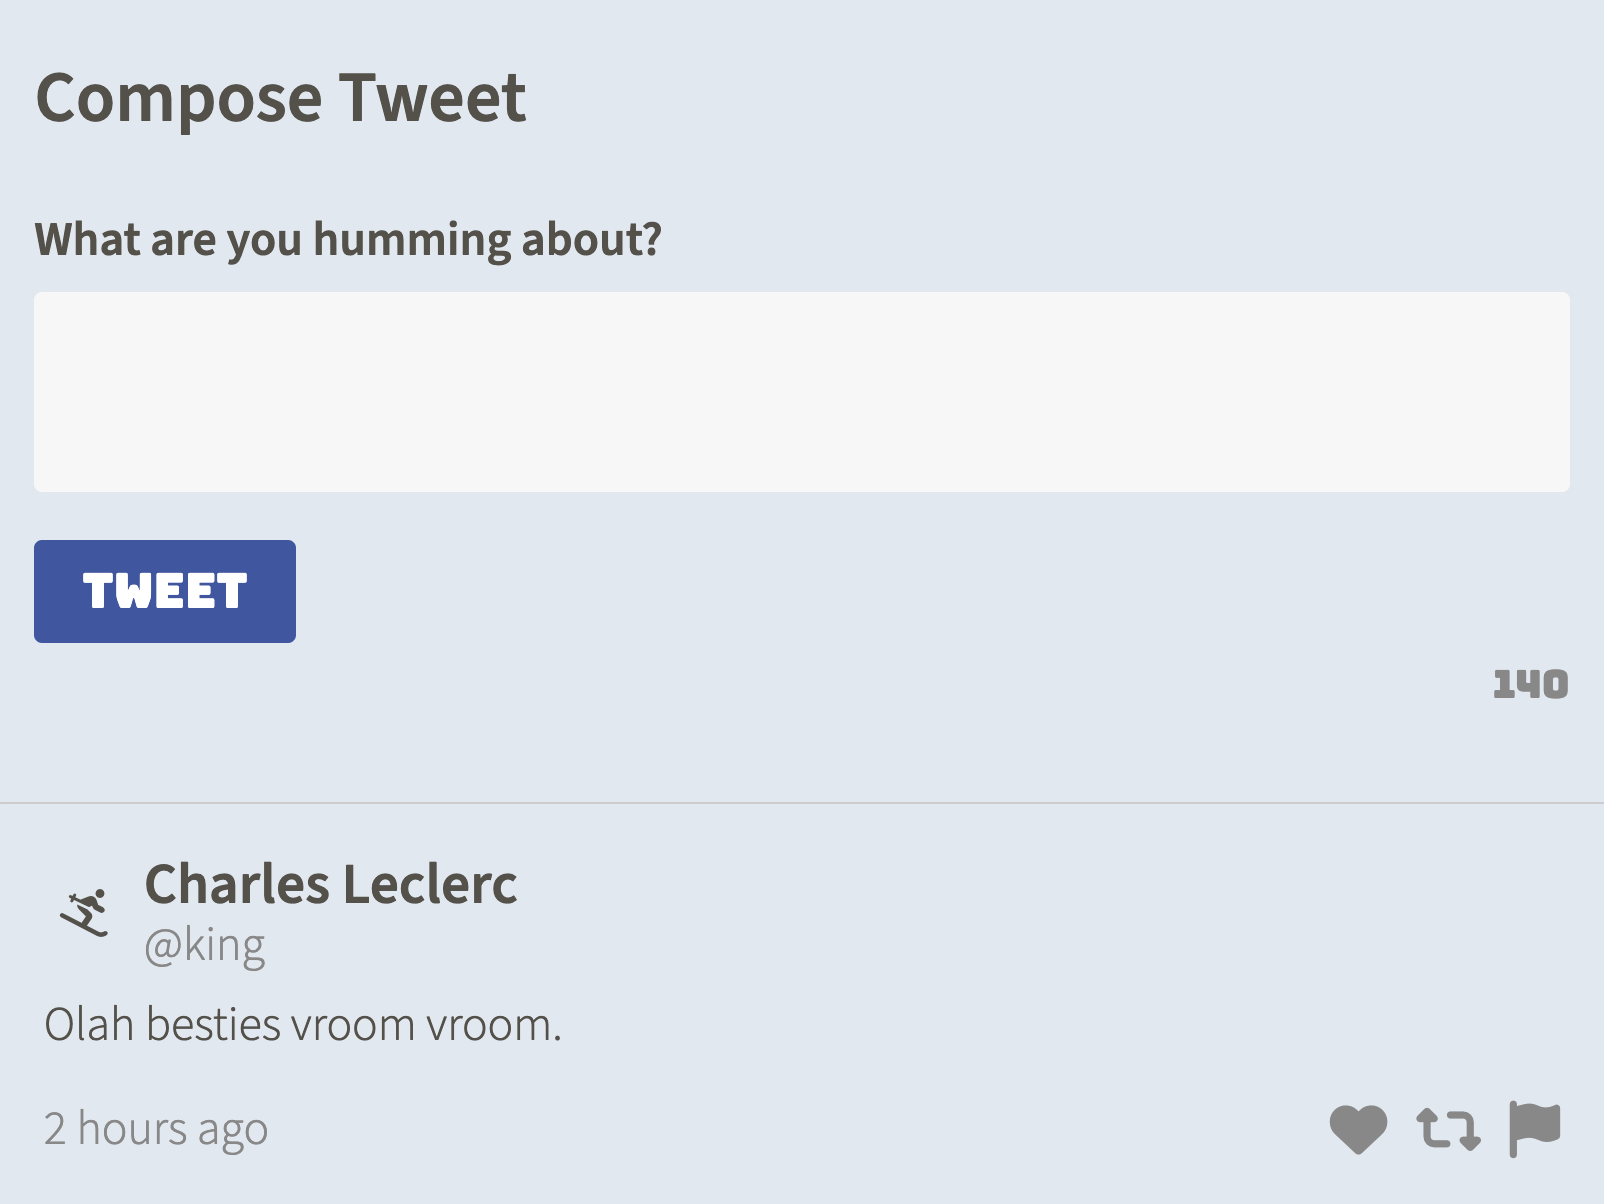 Compose Tweet
What are you humming about?
TWEET
140
Charles Leclerc
@king
Olah besties vroom vroom.
2 hours ago